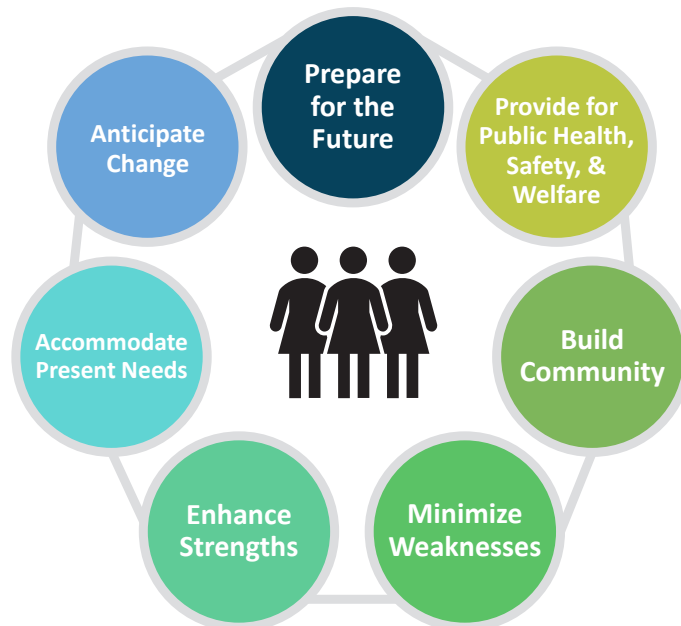 Prepare
for the
Future
Provide for
Public Health,
Safety, &
Welfare
Build
Community
Minimize
Weaknesses
Enhance
Strengths
Accommodate
Present Needs
Anticipate
Change